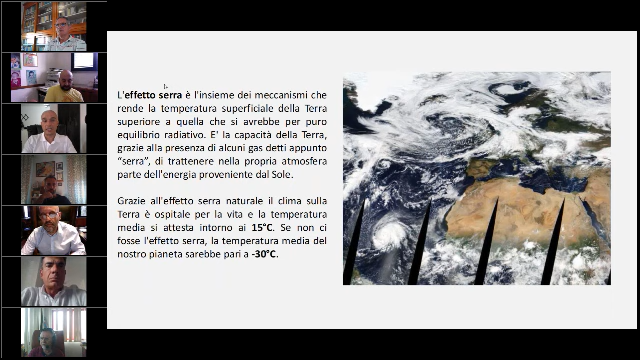 L'effetto serra è l'insieme dei meccanismi che
rende la temperatura superficiale della Terra
superiore a quella che si avrebbe per puro
equilibrio radiativo. E' la capacità della Terra,
grazie alla presenza di alcuni gas detti appunto
“serra”, di trattenere nella propria atmosfera
parte dell'energia proveniente dal Sole.
Grazie all'effetto serra naturale il clima sulla
Terra è ospitale per la vita e la temperatura
media si attesta intorno ai 15°C. Se non ci
fosse l'effetto serra, la temperatura media del
nostro pianeta sarebbe pari a -30°C.